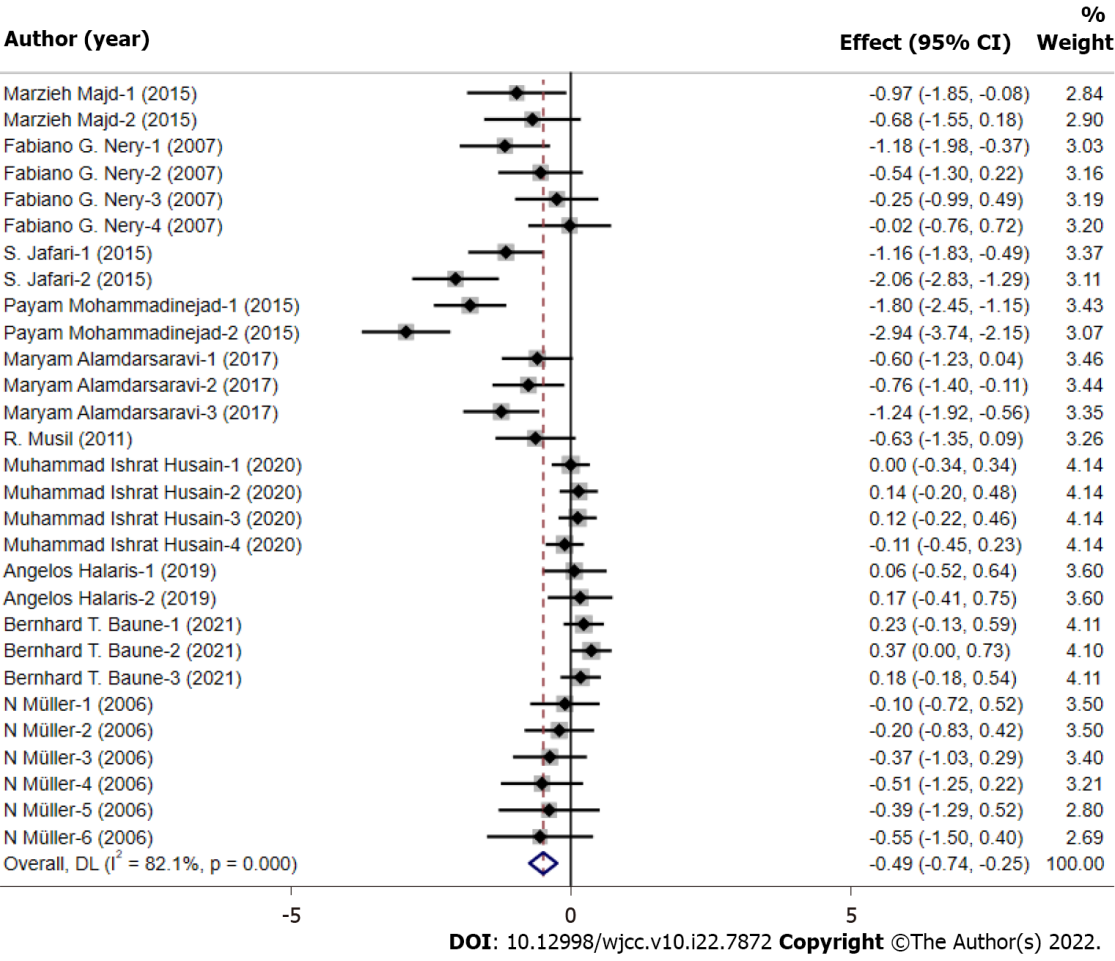 %
Author (year) Effect (95% CI) Weight
Marzieh Majd-1 (2015) -0.97 (-1.85, -0.08) 2.84
Marzieh Majd-2 (2015) -0.68 (-1.55, 0.18) 2.90
Fabiano G. Nery-1 (2007) -1.18 (-1.98, -0.37) 3.03
Fabiano G. Nery-2 (2007) -0.54 (-1.30, 0.22) 3.16
Fabiano G. Nery-3 (2007) -0.25 (-0.99, 0.49) 3.19
Fabiano G. Nery-4 (2007) -0.02 (-0.76, 0.72) 3.20
S. Jafari-1 (2015) -1.16 (-1.83, -0.49) 3.37
S. Jafari-2 (2015) -2.06 (-2.83, -1.29) 3.11
Payam Mohammadinejad-1 (2015) -1.80 (-2.45, -1.15) 3.43
Payam Mohammadinejad-2 (2015) -2.94 (-3.74, -2.15) 3.07
Maryam Alamdarsaravi-1 (2017) -0.60 (-1.23, 0.04) 3.46
Maryam Alamdarsaravi-2 (2017) -0.76 (-1.40, -0.11) 3.44
Maryam Alamdarsaravi-3 (2017) -1.24 (-1.92, -0.56) 3.35
R. Musil (2011) -0.63 (-1.35, 0.09) 3.26
Muhammad Ishrat Husain-1 (2020) 0.00 (-0.34, 0.34) 4.14
Muhammad Ishrat Husain-2 (2020) 0.14 (-0.20, 0.48) 4.14
Muhammad Ishrat Husain-3 (2020) 0.12 (-0.22, 0.46) 4.14
Muhammad Ishrat Husain-4 (2020) -0.11 (-0.45, 0.23) 4.14
Angelos Halaris-1 (2019) 0.06 (-0.52, 0.64) 3.60
Angelos Halaris-2 (2019) 0.17 (-0.41, 0.75) 3.60
Bernhard T. Baune-1 (2021) 0.23 (-0.13, 0.59) 4.11
Bernhard T. Baune-2 (2021) 0.37 (0.00, 0.73) 4.10
Bernhard T. Baune-3 (2021) 0.18 (-0.18, 0.54) 4.11
N Müller-1 (2006) -0.10 (-0.72, 0.52) 3.50
N Müller-2 (2006) -0.20 (-0.83, 0.42) 3.50
N Müller-3 (2006) -0.37 (-1.03, 0.29) 3.40
N Müller-4 (2006) -0.51 (-1.25, 0.22) 3.21
N Müller-5 (2006) -0.39 (-1.29, 0.52) 2.80
N Müller-6 (2006) -0.55 (-1.50, 0.40) 2.69
Overall, DL (I² = 82.1%, p = 0.000) -0.49 (-0.74, -0.25) 100.00
-5 0 5
DOI: 10.12998/wjcc.v10.i22.7872 Copyright ©The Author(s) 2022.